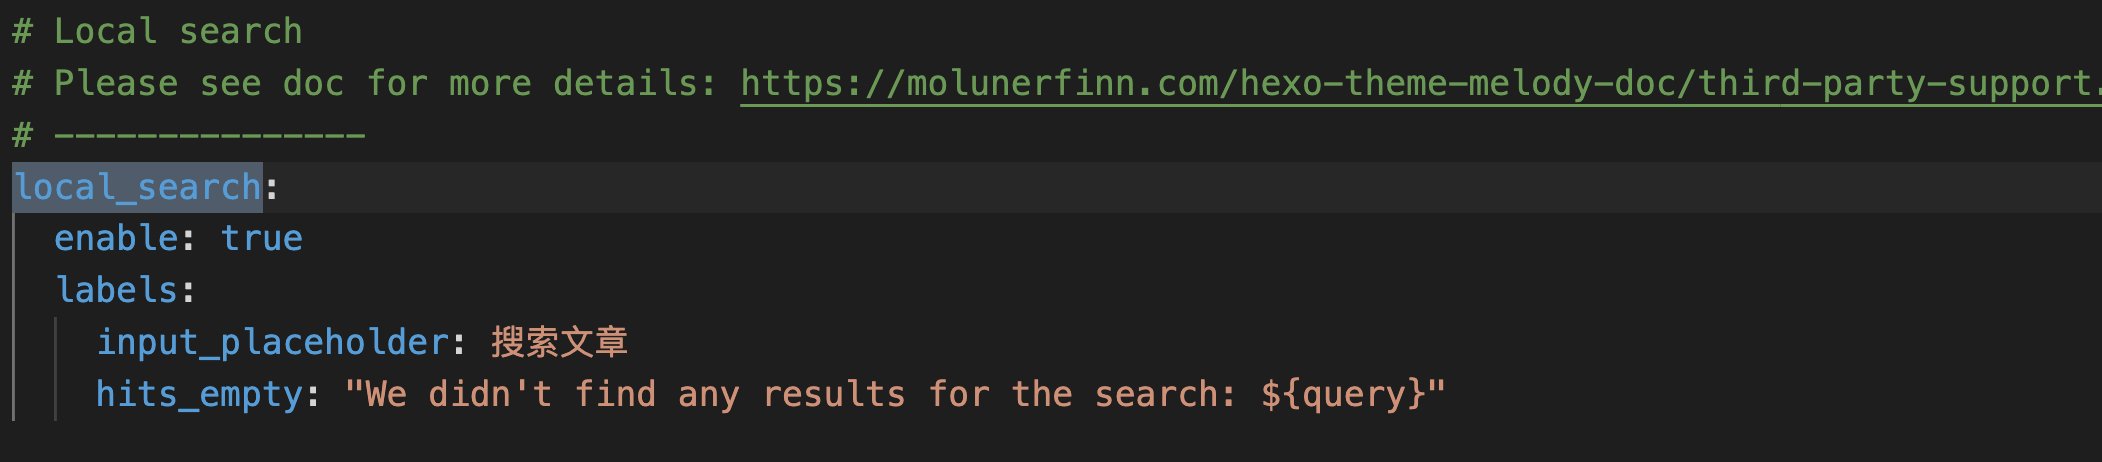 # Local search
# Please see doc for more details: https://molunerfinn.com/hexo-theme-melody-doc/third-party-support.
# ---------------
local_search:
  enable: true
  labels:
    input_placeholder: 搜索文章
    hits_empty: "We didn't find any results for the search: ${query}"